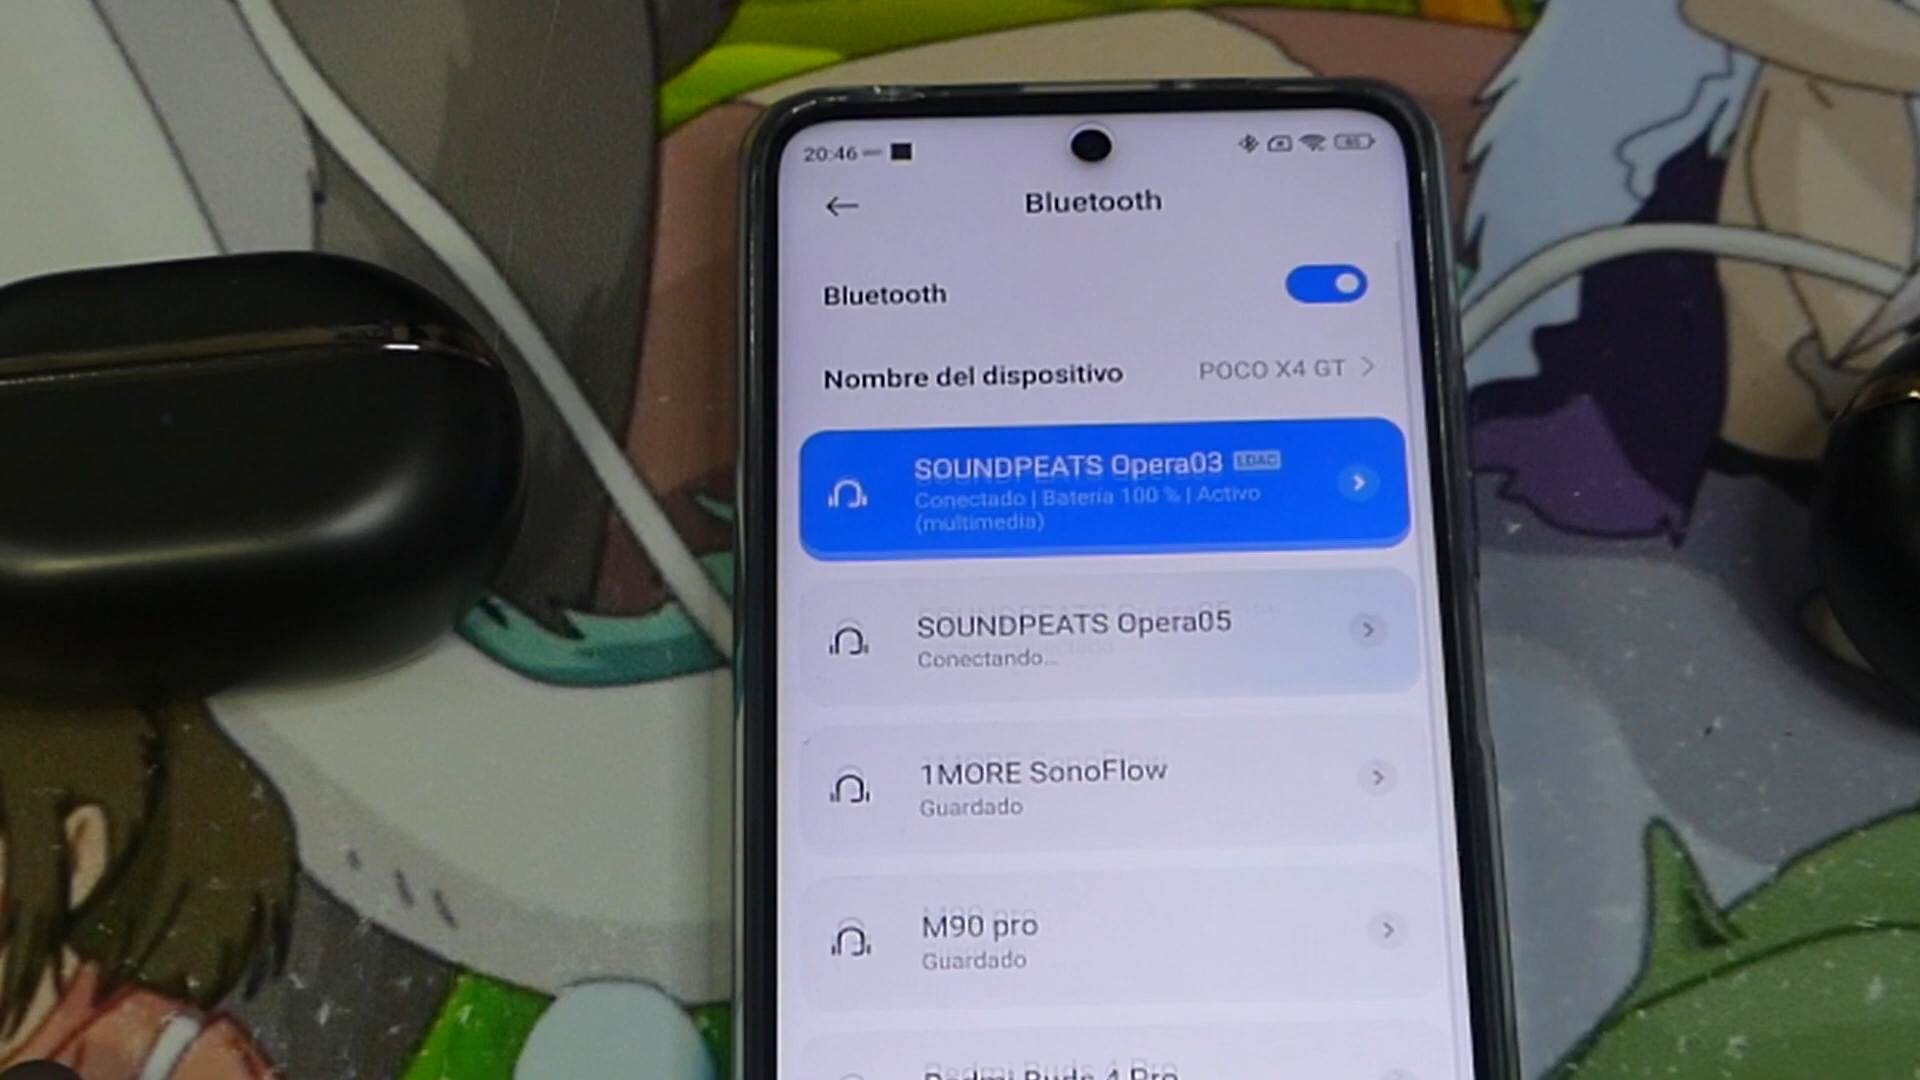 20:46
Bluetooth
Bluetooth
Nombre del dispositivo
POCO X4 GT
SOUNDPEATS Opera03 LDAC
Conectado | Batería 100 % | Activo
(multimedia)
SOUNDPEATS Opera05
Conectando...
1MORE SonoFlow
Guardado
M90 pro
Guardado
Redmi Buds 4 Pro